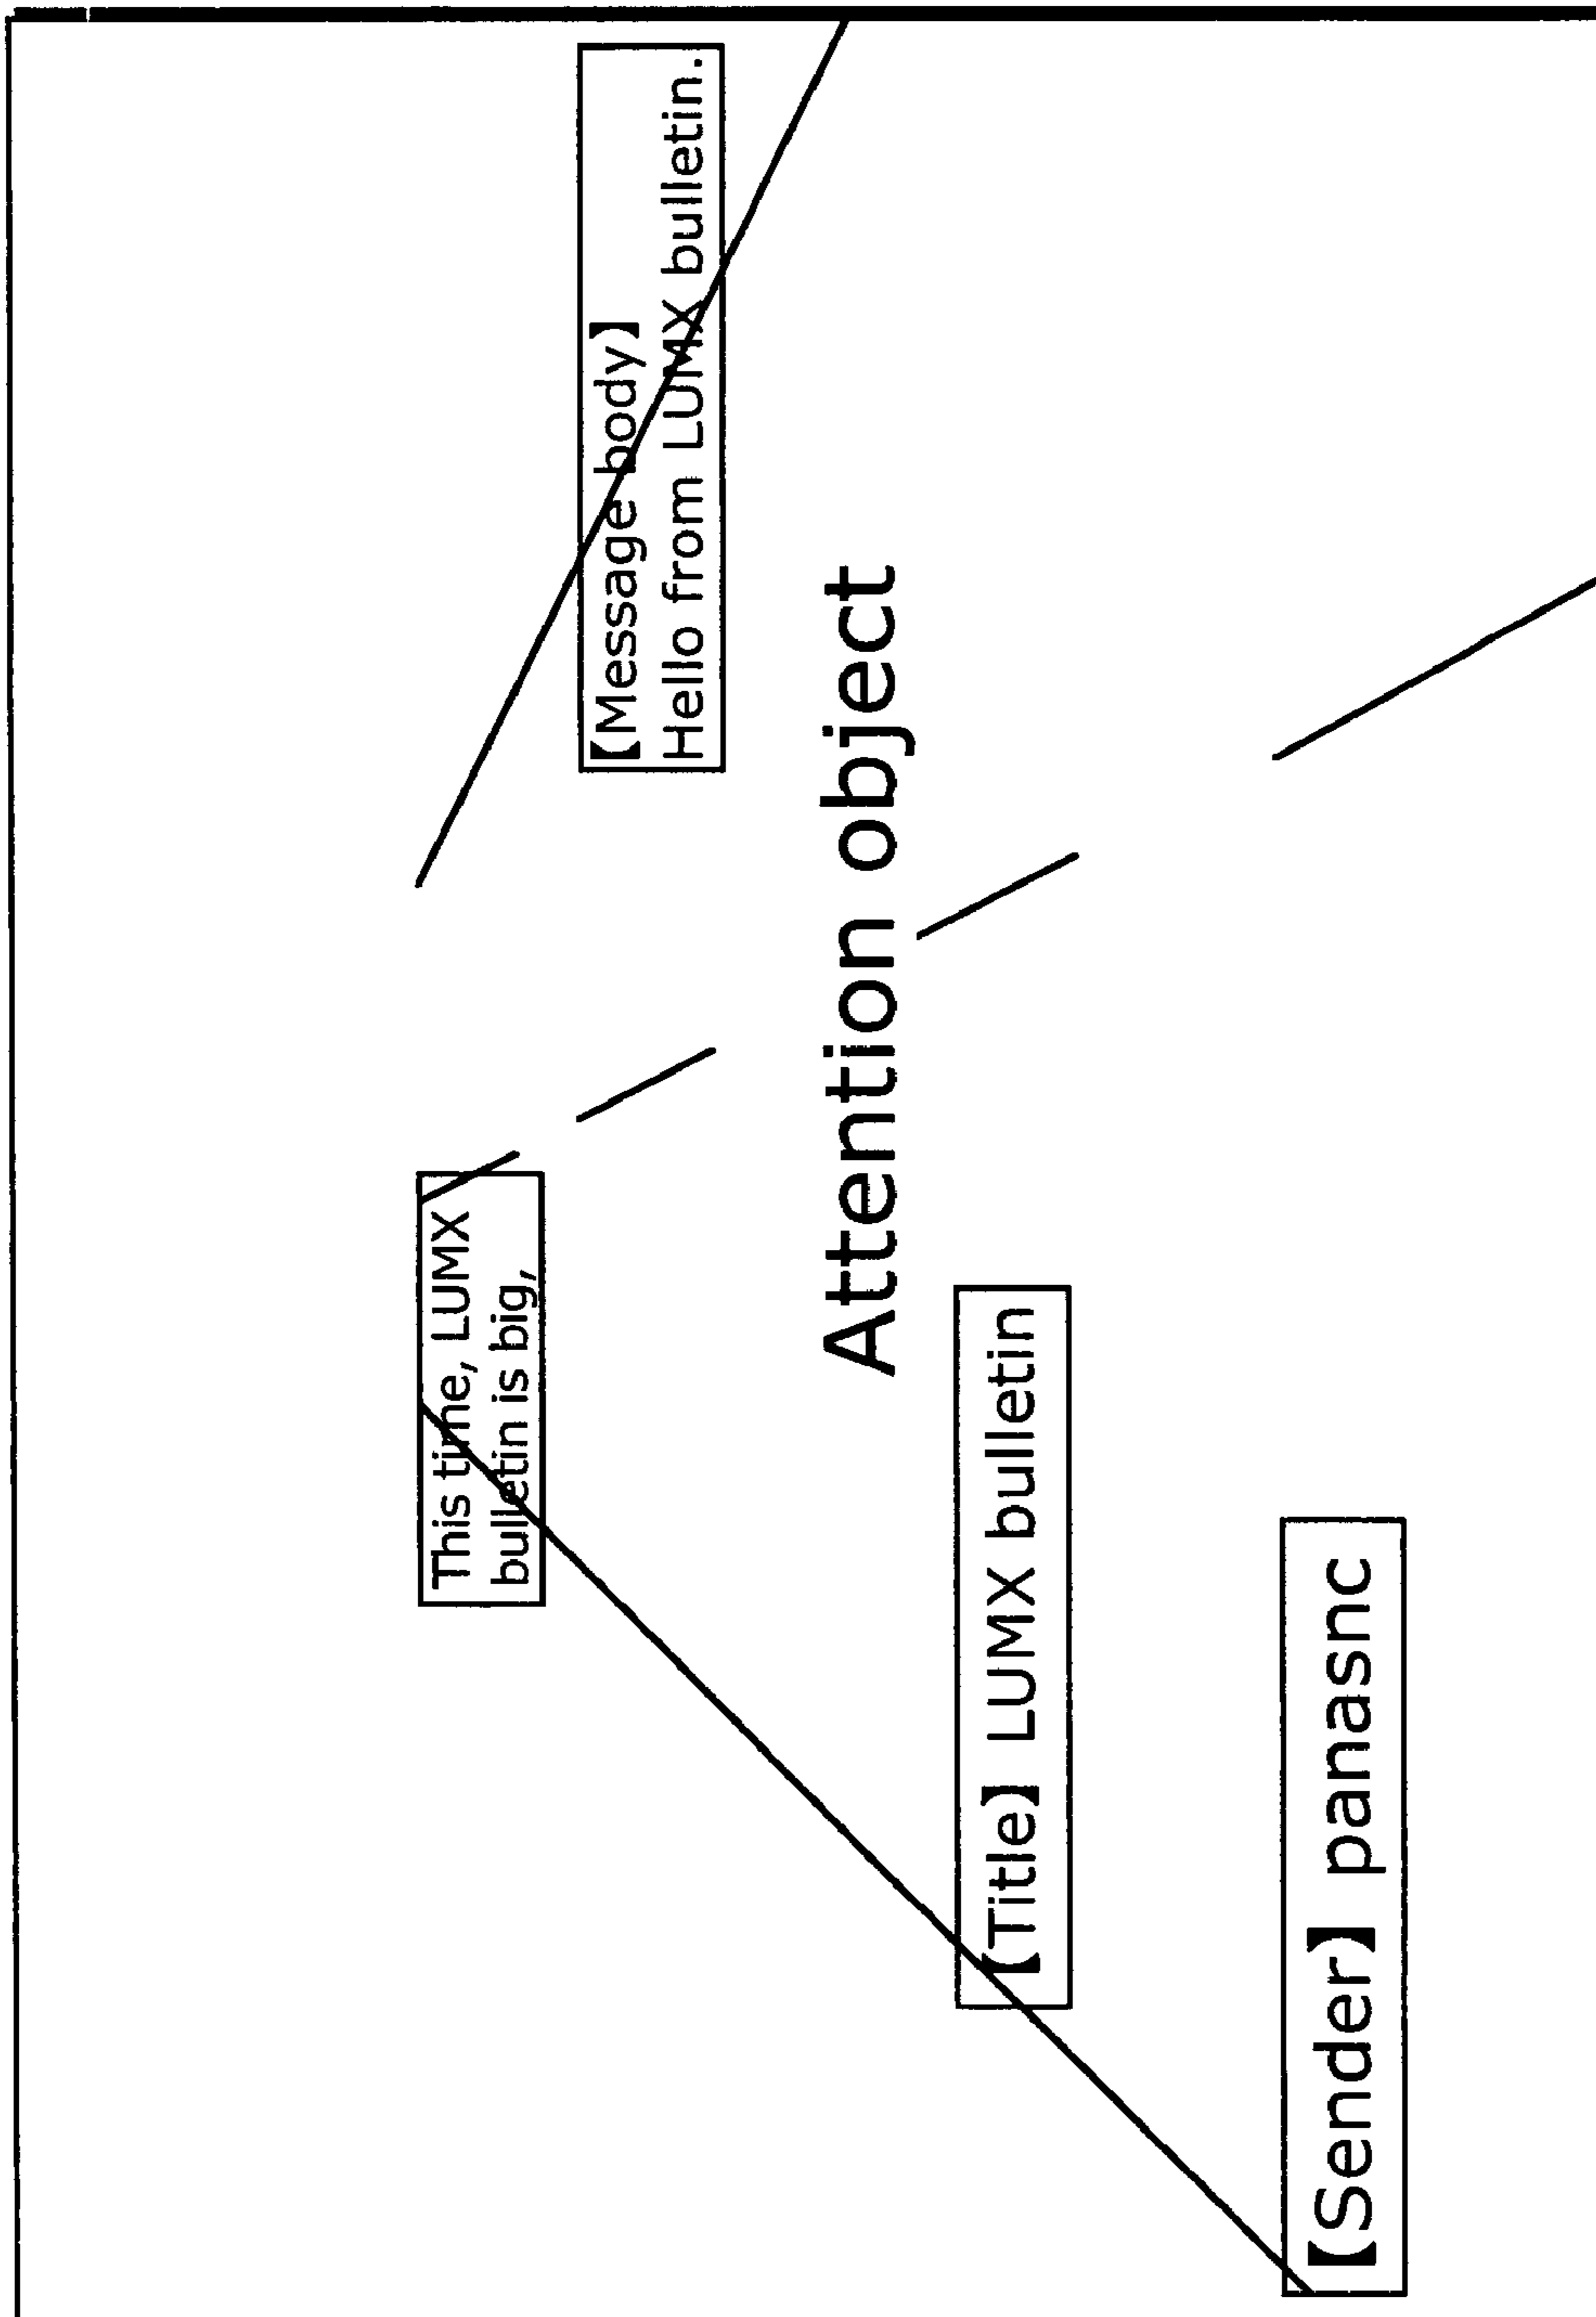 This time, LUMX
bulletin is big,
【Message body】
Hello from LUMX bulletin.
Attention object
【Title】 LUMX bulletin
【Sender】 panasnc